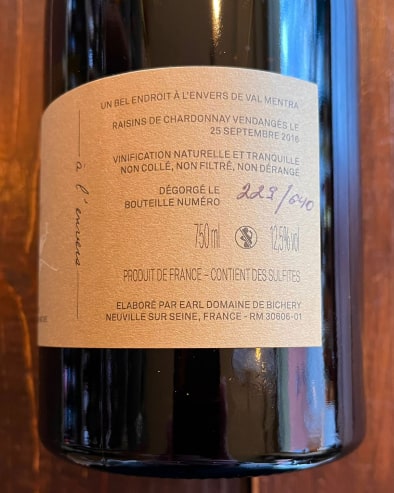 UN BEL ENDROIT À L'ENVERS DE VAL MENTRA
RAISINS DE CHARDONNAY VENDANGÉS LE
25 SEPTEMBRE 2016
VINIFICATION NATURELLE ET TRANQUILLE
NON COLLÉ, NON FILTRÉ, NON DÉRANGÉ
DÉGORGÉ LE
BOUTEILLE NUMÉRO 223/640
750 ml 12,5% vol
PRODUIT DE FRANCE - CONTIENT DES SULFITES
ELABORÉ PAR EARL DOMAINE DE BICHERY
NEUVILLE SUR SEINE, FRANCE - RM 30606-01
à l'envers